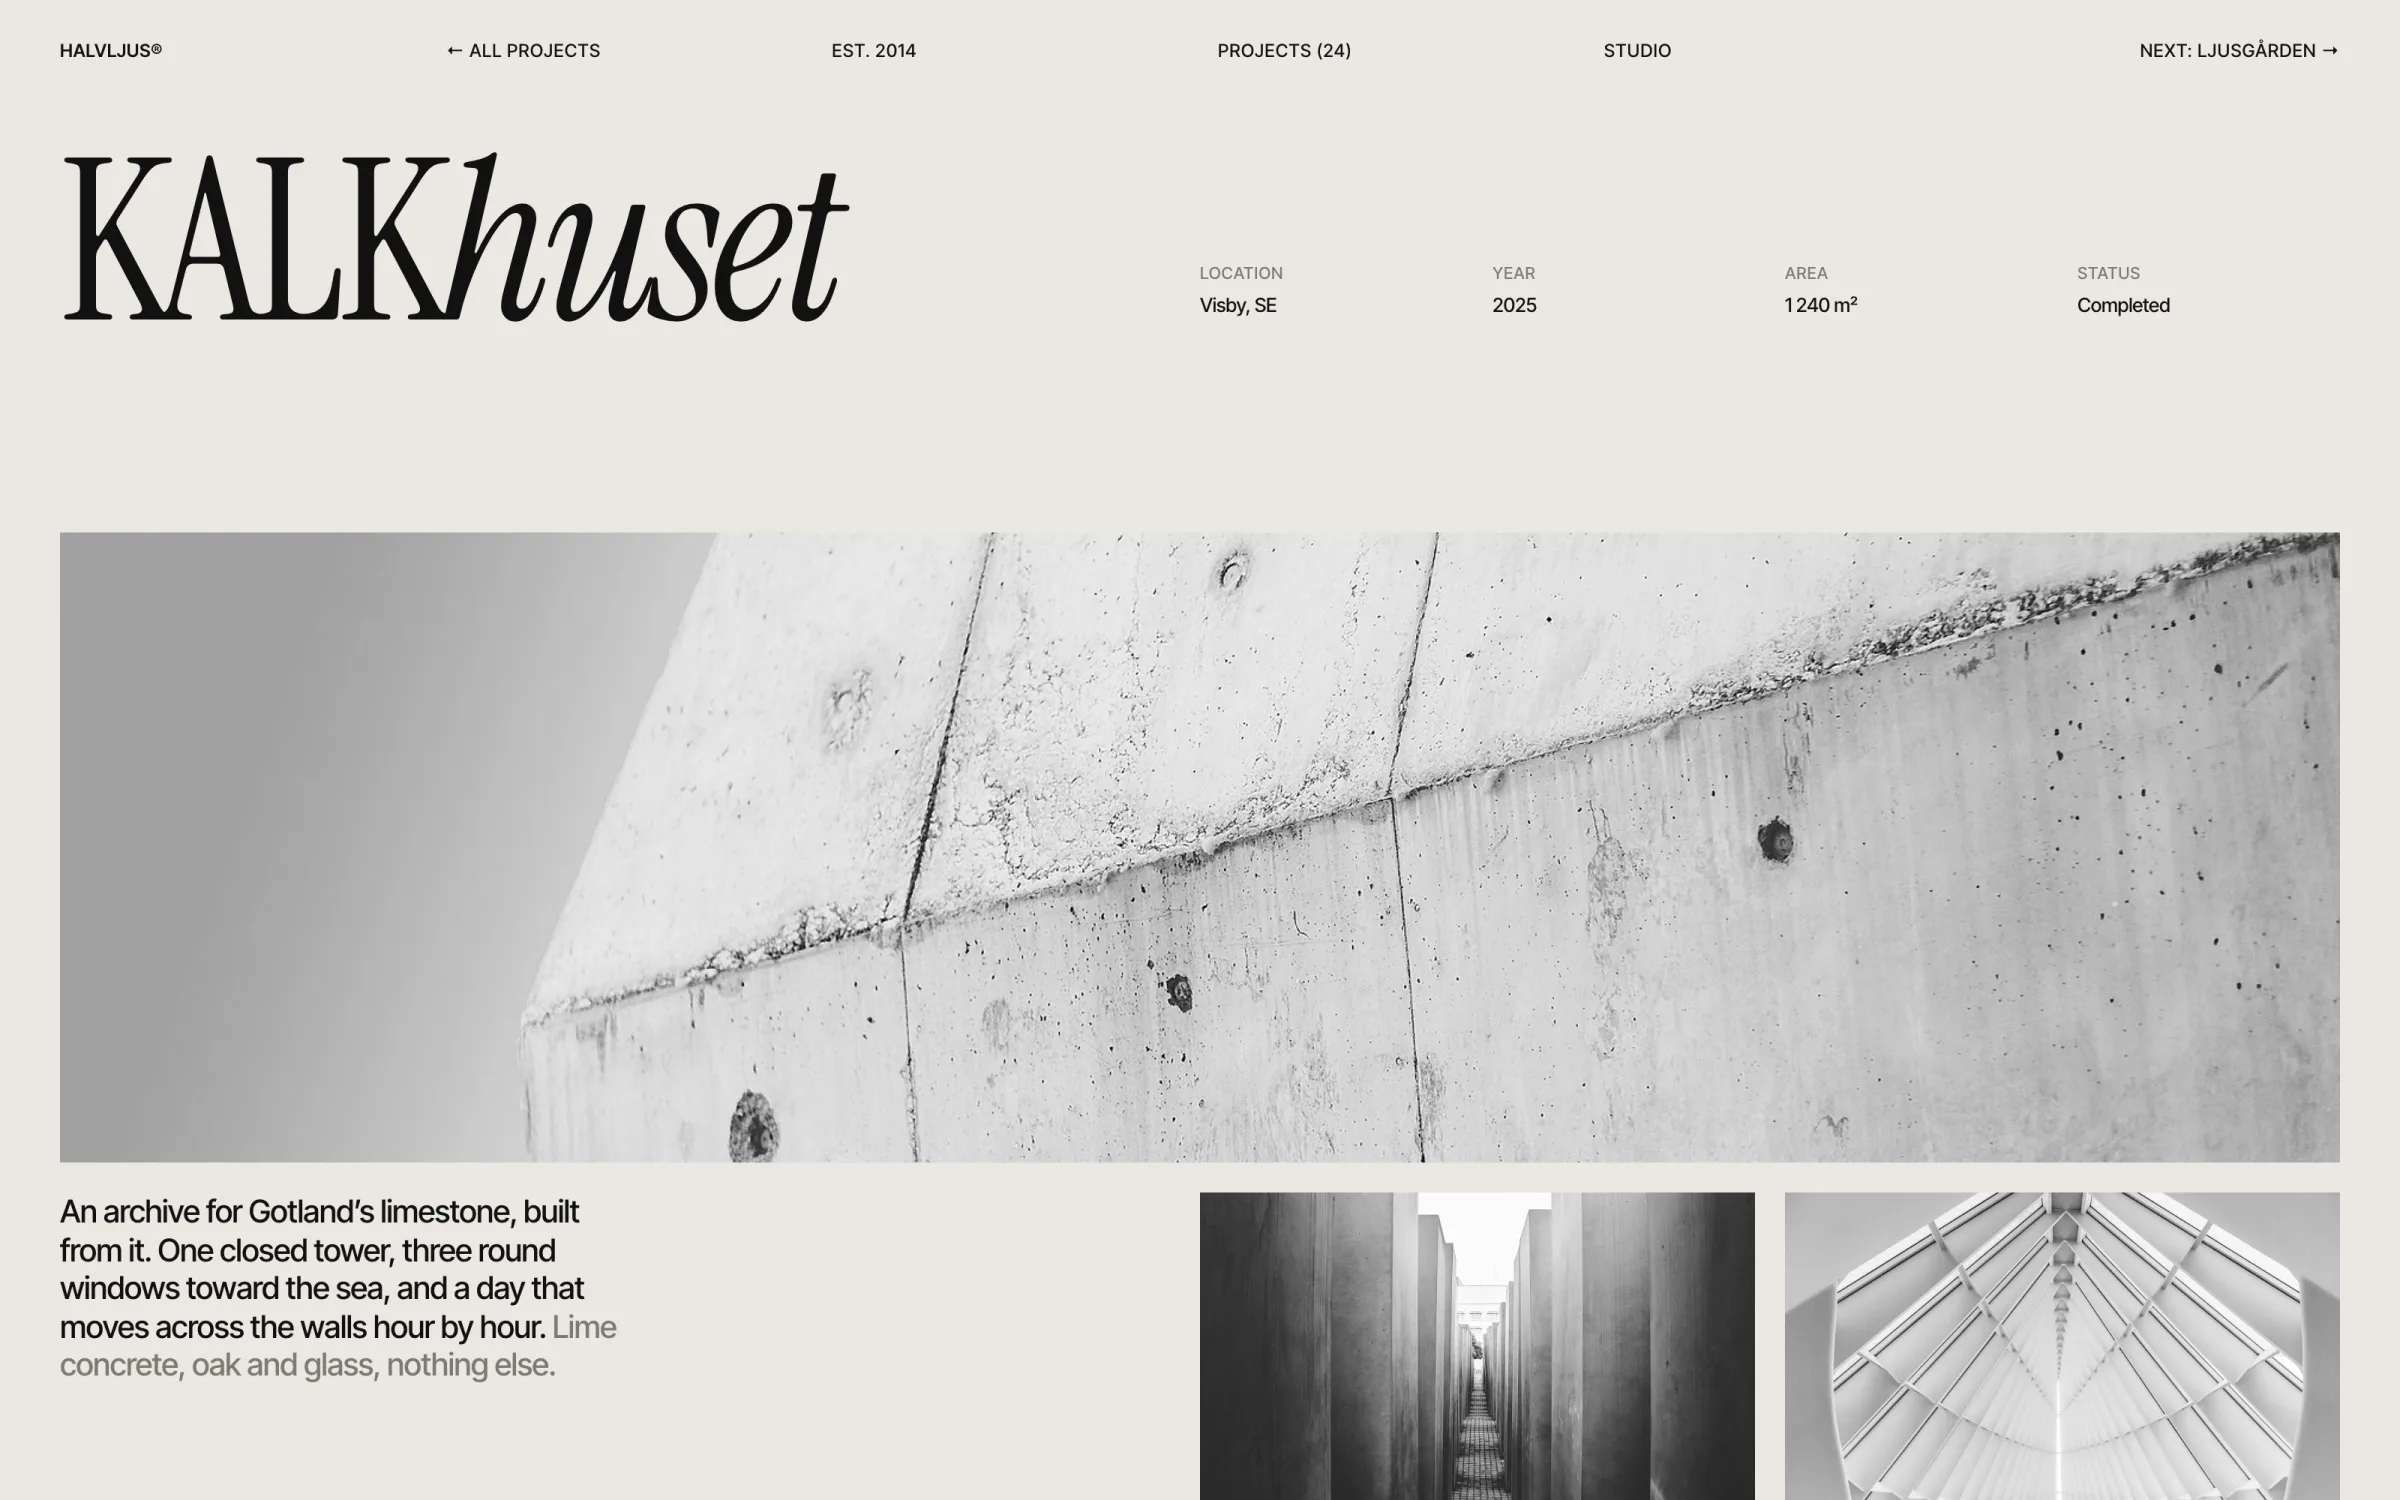 HALVLJUS®
← ALL PROJECTS
EST. 2014
PROJECTS (24)
STUDIO
NEXT: LJUSGÅRDEN →
KALKhuset
LOCATION
Visby, SE
YEAR
2025
AREA
1 240 m²
STATUS
Completed
An archive for Gotland’s limestone, built
from it. One closed tower, three round
windows toward the sea, and a day that
moves across the walls hour by hour. Lime
concrete, oak and glass, nothing else.